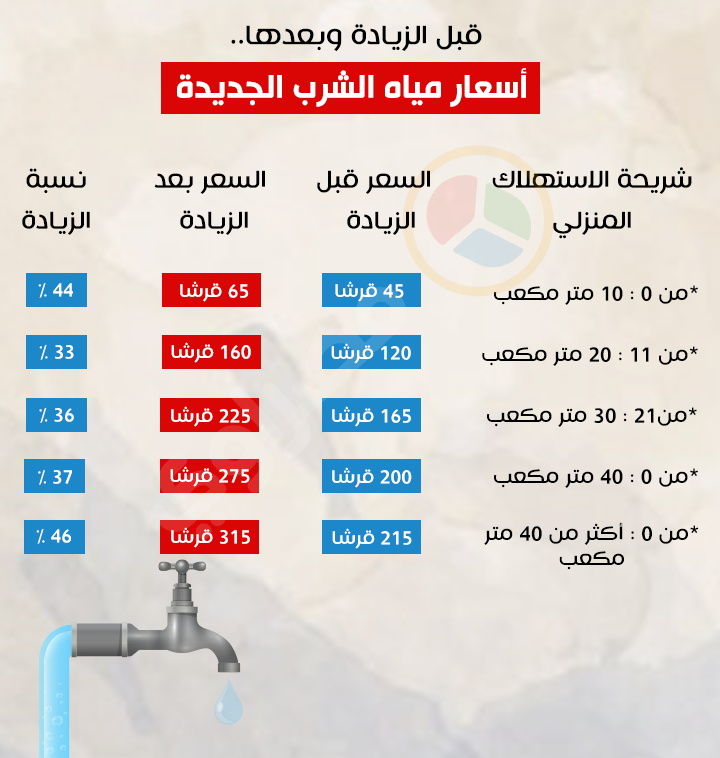 قبل الزيادة وبعدها..
أسعار مياه الشرب الجديدة
شريحة الاستهلاك المنزلي
السعر قبل الزيادة
السعر بعد الزيادة
نسبة الزيادة
*من 0 : 10 متر مكعب 45 قرشا 65 قرشا 44 ٪
*من 11 : 20 متر مكعب 120 قرشا 160 قرشا 33 ٪
*من21 : 30 متر مكعب 165 قرشا 225 قرشا 36 ٪
*من 0 : 40 متر مكعب 200 قرشا 275 قرشا 37 ٪
*من 0 : أكثر من 40 متر مكعب 215 قرشا 315 قرشا 46 ٪